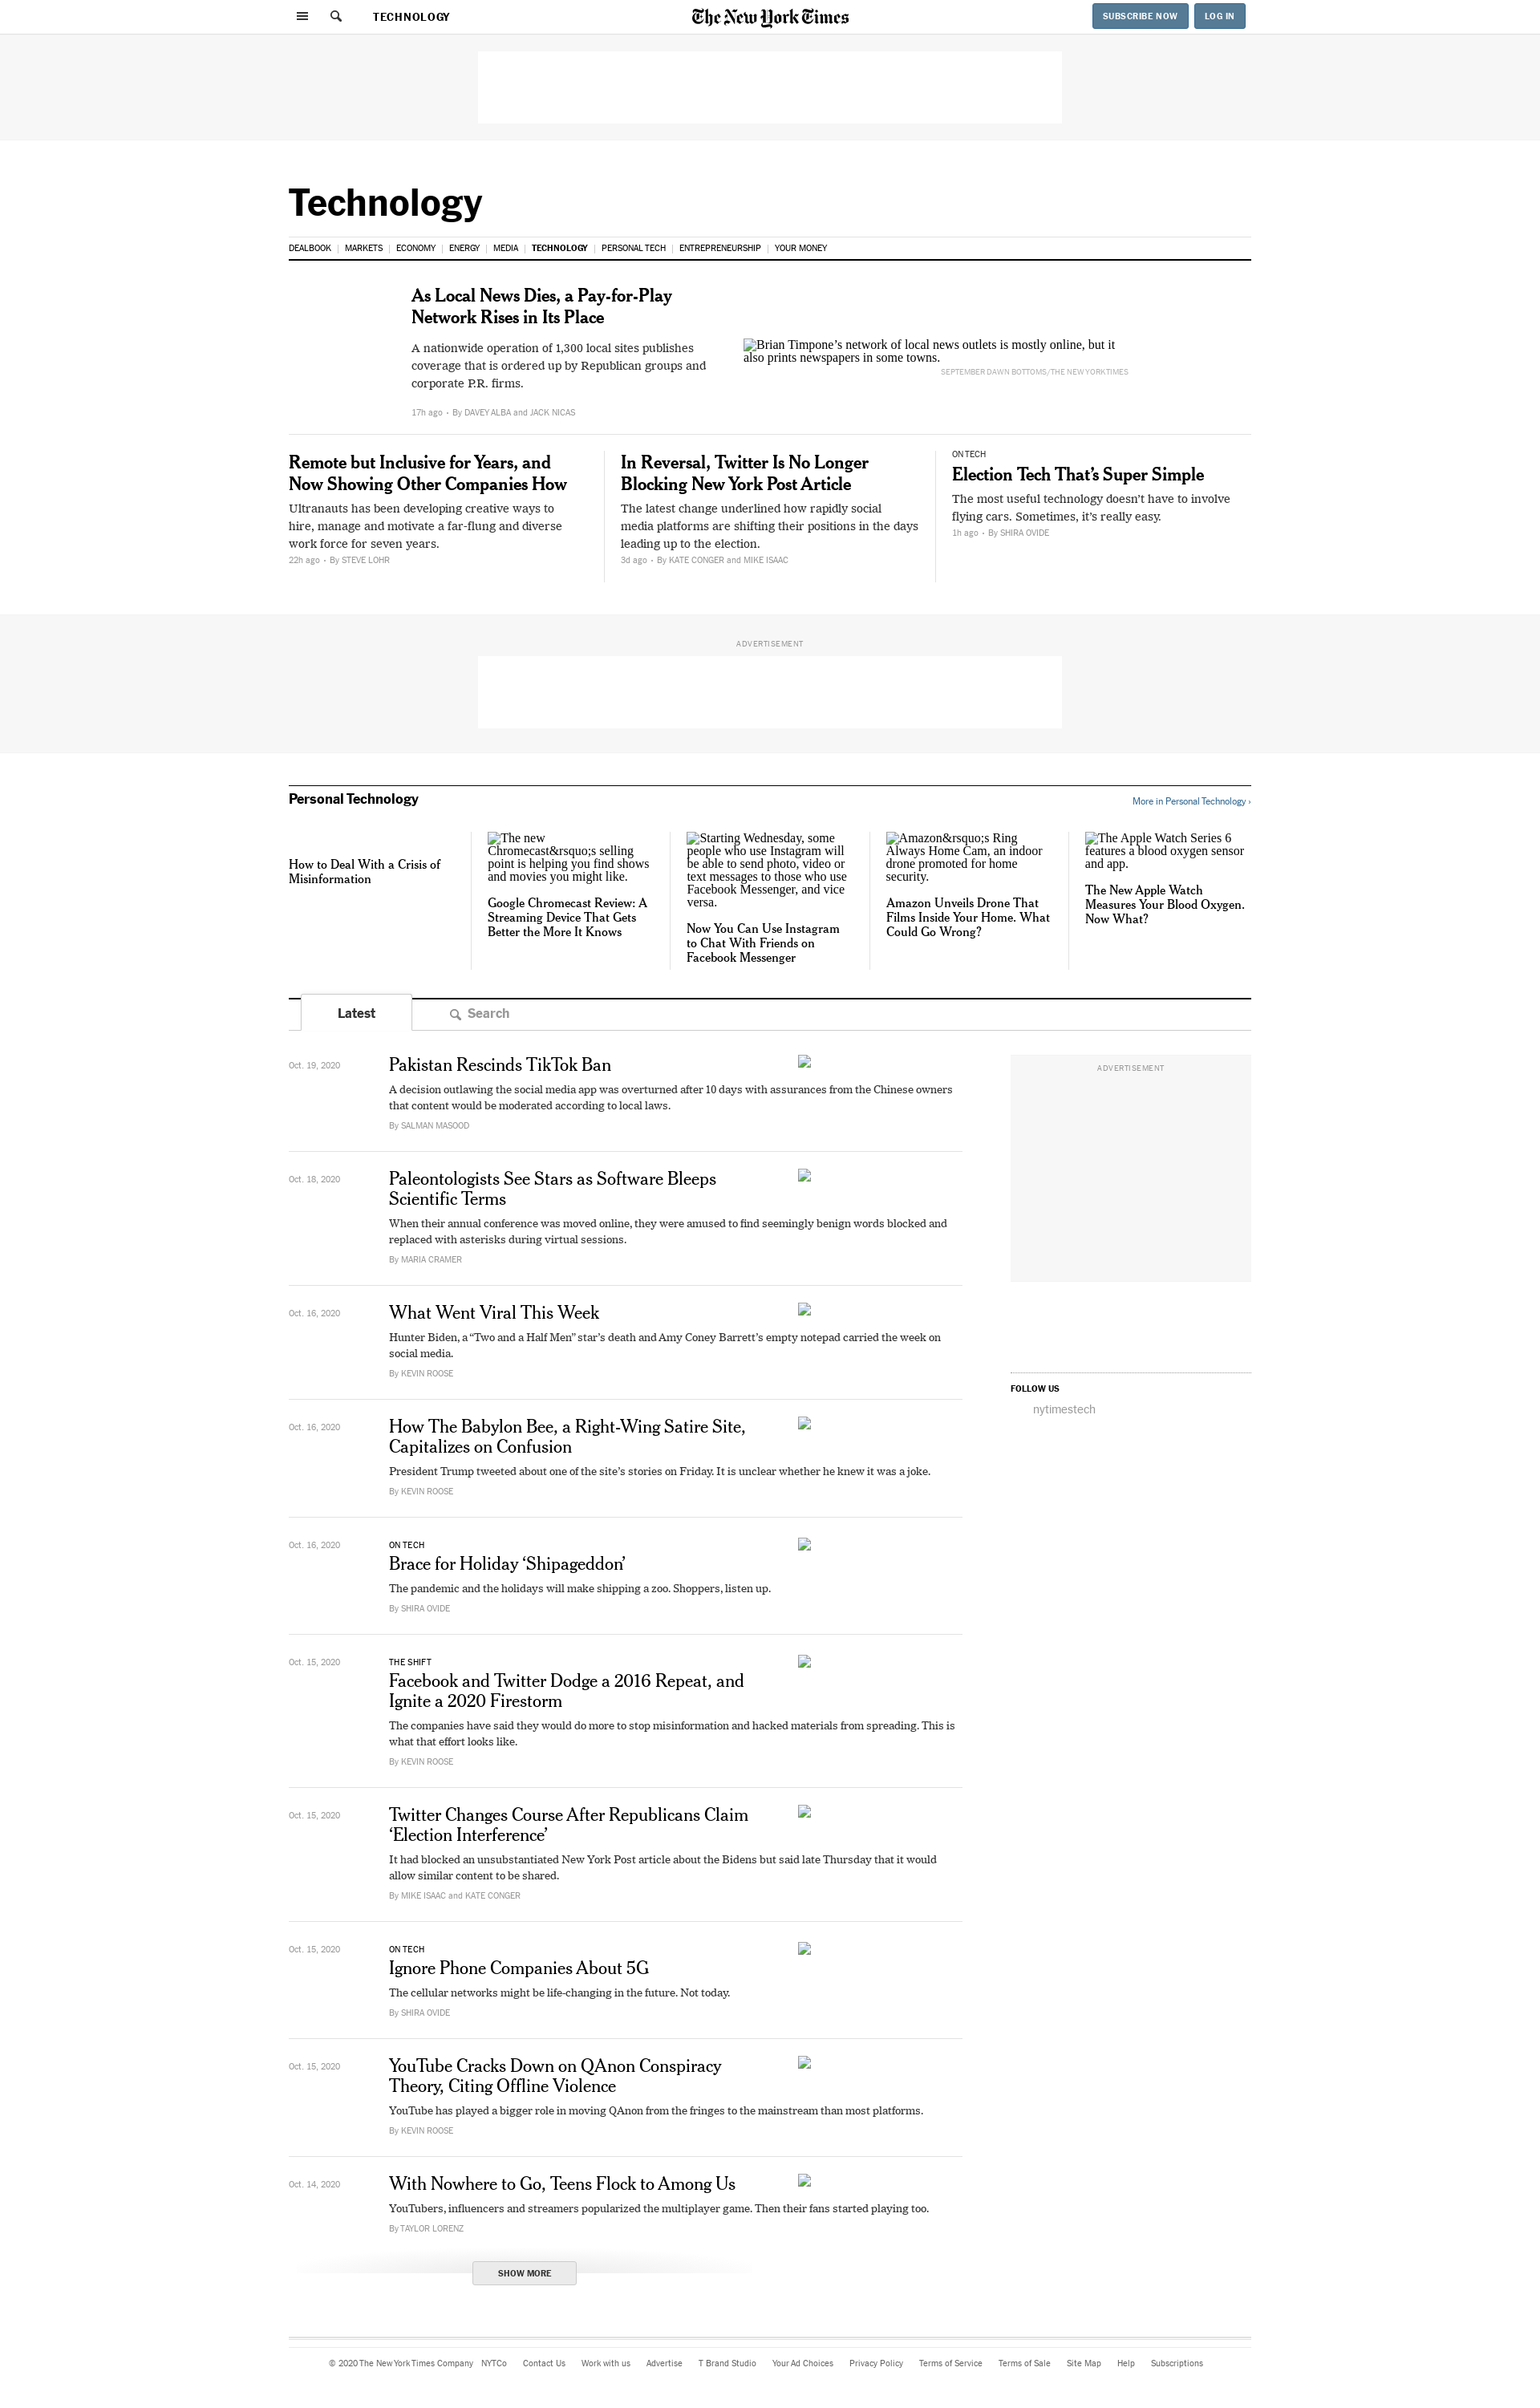 TECHNOLOGY
The New York Times
SUBSCRIBE NOW
LOG IN
Technology
DEALBOOK | MARKETS | ECONOMY | ENERGY | MEDIA | TECHNOLOGY | PERSONAL TECH | ENTREPRENEURSHIP | YOUR MONEY
As Local News Dies, a Pay-for-Play
Network Rises in Its Place
A nationwide operation of 1,300 local sites publishes
coverage that is ordered up by Republican groups and
corporate P.R. firms.
17h ago • By DAVEY ALBA and JACK NICAS
Brian Timpone’s network of local news outlets is mostly online, but it
also prints newspapers in some towns.
SEPTEMBER DAWN BOTTOMS/THE NEW YORK TIMES
Remote but Inclusive for Years, and
Now Showing Other Companies How
Ultranauts has been developing creative ways to
hire, manage and motivate a far-flung and diverse
work force for seven years.
22h ago • By STEVE LOHR
In Reversal, Twitter Is No Longer
Blocking New York Post Article
The latest change underlined how rapidly social
media platforms are shifting their positions in the days
leading up to the election.
3d ago • By KATE CONGER and MIKE ISAAC
ON TECH
Election Tech That’s Super Simple
The most useful technology doesn’t have to involve
flying cars. Sometimes, it’s really easy.
1h ago • By SHIRA OVIDE
ADVERTISEMENT
Personal Technology
More in Personal Technology ›
How to Deal With a Crisis of
Misinformation
The new
Chromecast&rsquo;s selling
point is helping you find shows
and movies you might like.
Google Chromecast Review: A
Streaming Device That Gets
Better the More It Knows
Starting Wednesday, some
people who use Instagram will
be able to send photo, video or
text messages to those who use
Facebook Messenger, and vice
versa.
Now You Can Use Instagram
to Chat With Friends on
Facebook Messenger
Amazon&rsquo;s Ring
Always Home Cam, an indoor
drone promoted for home
security.
Amazon Unveils Drone That
Films Inside Your Home. What
Could Go Wrong?
The Apple Watch Series 6
features a blood oxygen sensor
and app.
The New Apple Watch
Measures Your Blood Oxygen.
Now What?
Latest
Search
Oct. 19, 2020
Pakistan Rescinds TikTok Ban
A decision outlawing the social media app was overturned after 10 days with assurances from the Chinese owners
that content would be moderated according to local laws.
By SALMAN MASOOD
ADVERTISEMENT
Oct. 18, 2020
Paleontologists See Stars as Software Bleeps
Scientific Terms
When their annual conference was moved online, they were amused to find seemingly benign words blocked and
replaced with asterisks during virtual sessions.
By MARIA CRAMER
Oct. 16, 2020
What Went Viral This Week
Hunter Biden, a “Two and a Half Men” star’s death and Amy Coney Barrett’s empty notepad carried the week on
social media.
By KEVIN ROOSE
FOLLOW US
nytimestech
Oct. 16, 2020
How The Babylon Bee, a Right-Wing Satire Site,
Capitalizes on Confusion
President Trump tweeted about one of the site’s stories on Friday. It is unclear whether he knew it was a joke.
By KEVIN ROOSE
Oct. 16, 2020
ON TECH
Brace for Holiday ‘Shipageddon’
The pandemic and the holidays will make shipping a zoo. Shoppers, listen up.
By SHIRA OVIDE
Oct. 15, 2020
THE SHIFT
Facebook and Twitter Dodge a 2016 Repeat, and
Ignite a 2020 Firestorm
The companies have said they would do more to stop misinformation and hacked materials from spreading. This is
what that effort looks like.
By KEVIN ROOSE
Oct. 15, 2020
Twitter Changes Course After Republicans Claim
‘Election Interference’
It had blocked an unsubstantiated New York Post article about the Bidens but said late Thursday that it would
allow similar content to be shared.
By MIKE ISAAC and KATE CONGER
Oct. 15, 2020
ON TECH
Ignore Phone Companies About 5G
The cellular networks might be life-changing in the future. Not today.
By SHIRA OVIDE
Oct. 15, 2020
YouTube Cracks Down on QAnon Conspiracy
Theory, Citing Offline Violence
YouTube has played a bigger role in moving QAnon from the fringes to the mainstream than most platforms.
By KEVIN ROOSE
Oct. 14, 2020
With Nowhere to Go, Teens Flock to Among Us
YouTubers, influencers and streamers popularized the multiplayer game. Then their fans started playing too.
By TAYLOR LORENZ
SHOW MORE
© 2020 The New York Times Company NYTCo Contact Us Work with us Advertise T Brand Studio Your Ad Choices Privacy Policy Terms of Service Terms of Sale Site Map Help Subscriptions